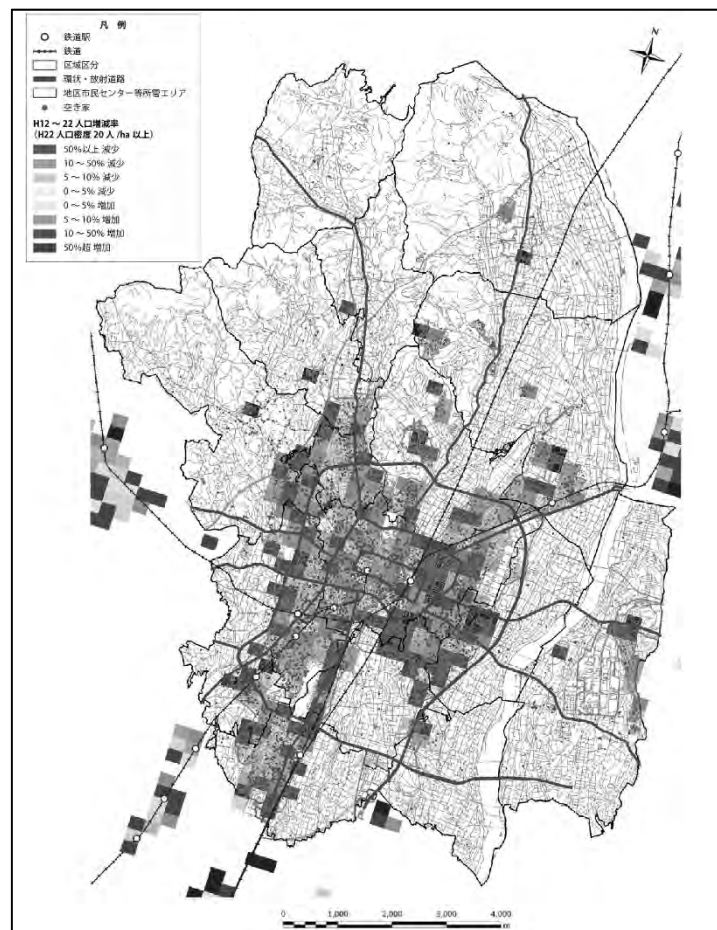 凡 例
鉄道駅
鉄道
区域区分
環状・放射道路
地区市民センター等所管エリア
空き家
H12～22 人口増減率
(H22 人口密度 20 人 /ha 以上)
50%以上 減少
10～50% 減少
5～10% 減少
0～5% 減少
0～5% 増加
5～10% 増加
10～50% 増加
50%超 増加
N
0 1,000 2,000 3,000 4,000
m